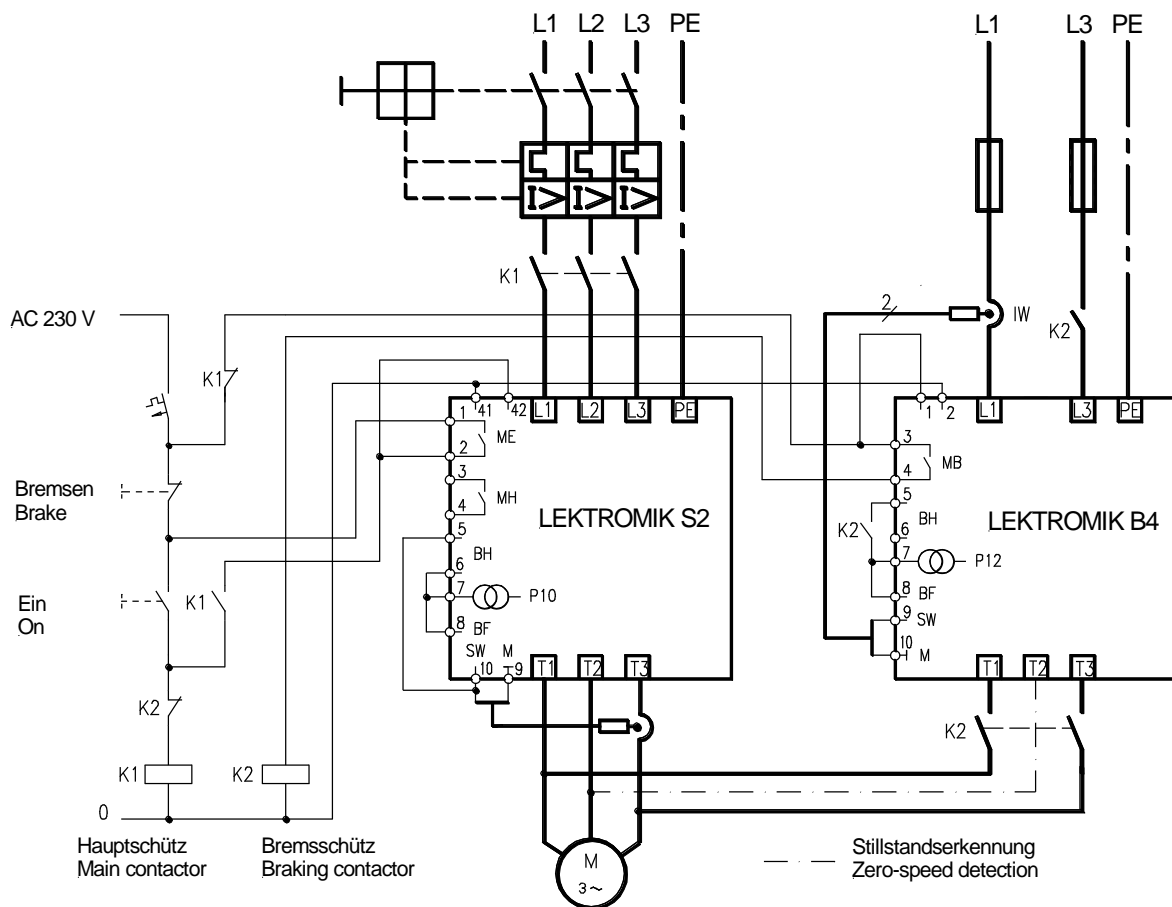 L1 L2 L3 PE
L1 L3 PE
I> I> I>
K1
2
IW
K2
AC 230 V
K1
1 41 42 L1 L2 L3 PE
1 2 L1 L3 PE
ME
2
3
MH
4
5
BH
6
7
P10
8 BF
SW M
10 9
T1 T2 T3
LEKTROMIK S2
3
MB
4
5
BH
K2
6
7
P12
8
BF
9
SW
10
M
T1 T2 T3
LEKTROMIK B4
Bremsen
Brake
Ein
On
K1
K2
K2
K1
K2
0
Hauptschütz
Main contactor
Bremsschütz
Braking contactor
M
3~
Stillstandserkennung
Zero-speed detection